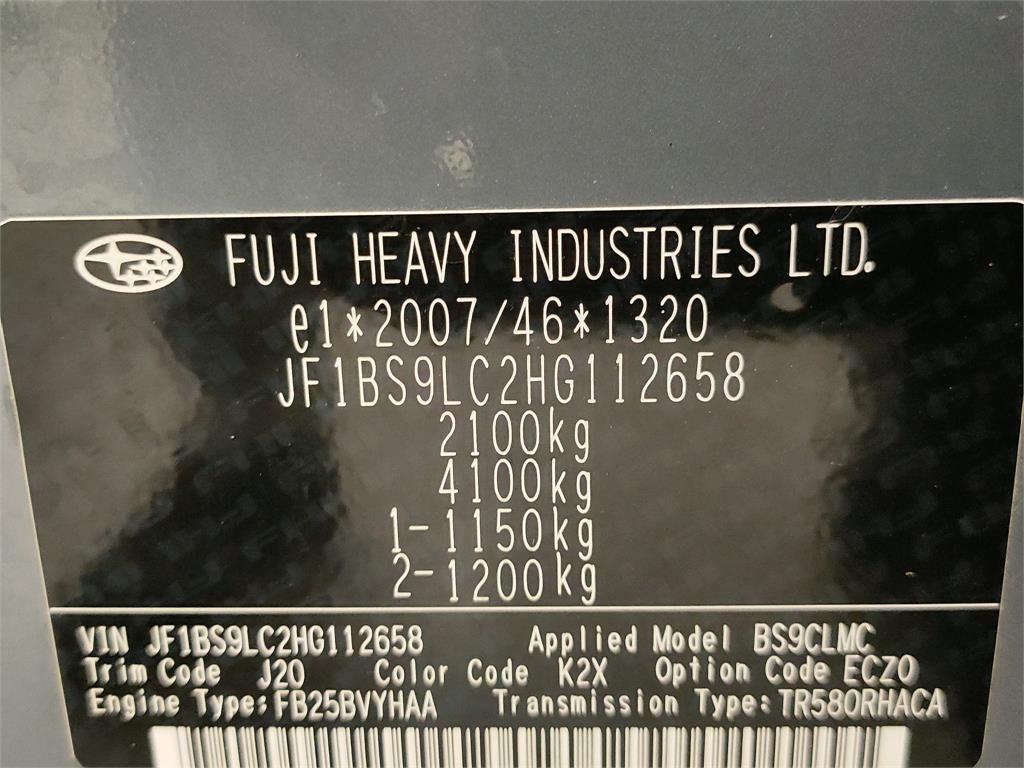 FUJI HEAVY INDUSTRIES LTD.
e1*2007/46*1320
JF1BS9LC2HG112658
2100kg
4100kg
1-1150kg
2-1200kg
VIN JF1BS9LC2HG112658 Applied Model BS9CLMC
Trim Code J20 Color Code K2X Option Code ECZO
Engine Type:FB25BVYHAA Transmission Type:TR580RHACA